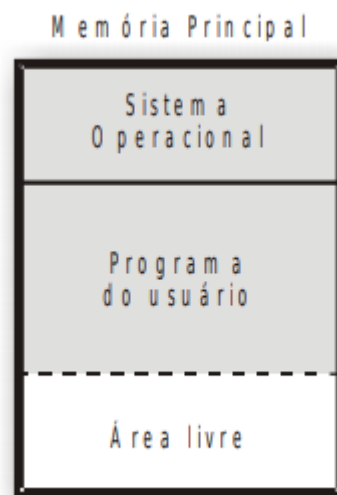 Memória Principal
Sistema
Operacional
Programa
do usuário
Área livre